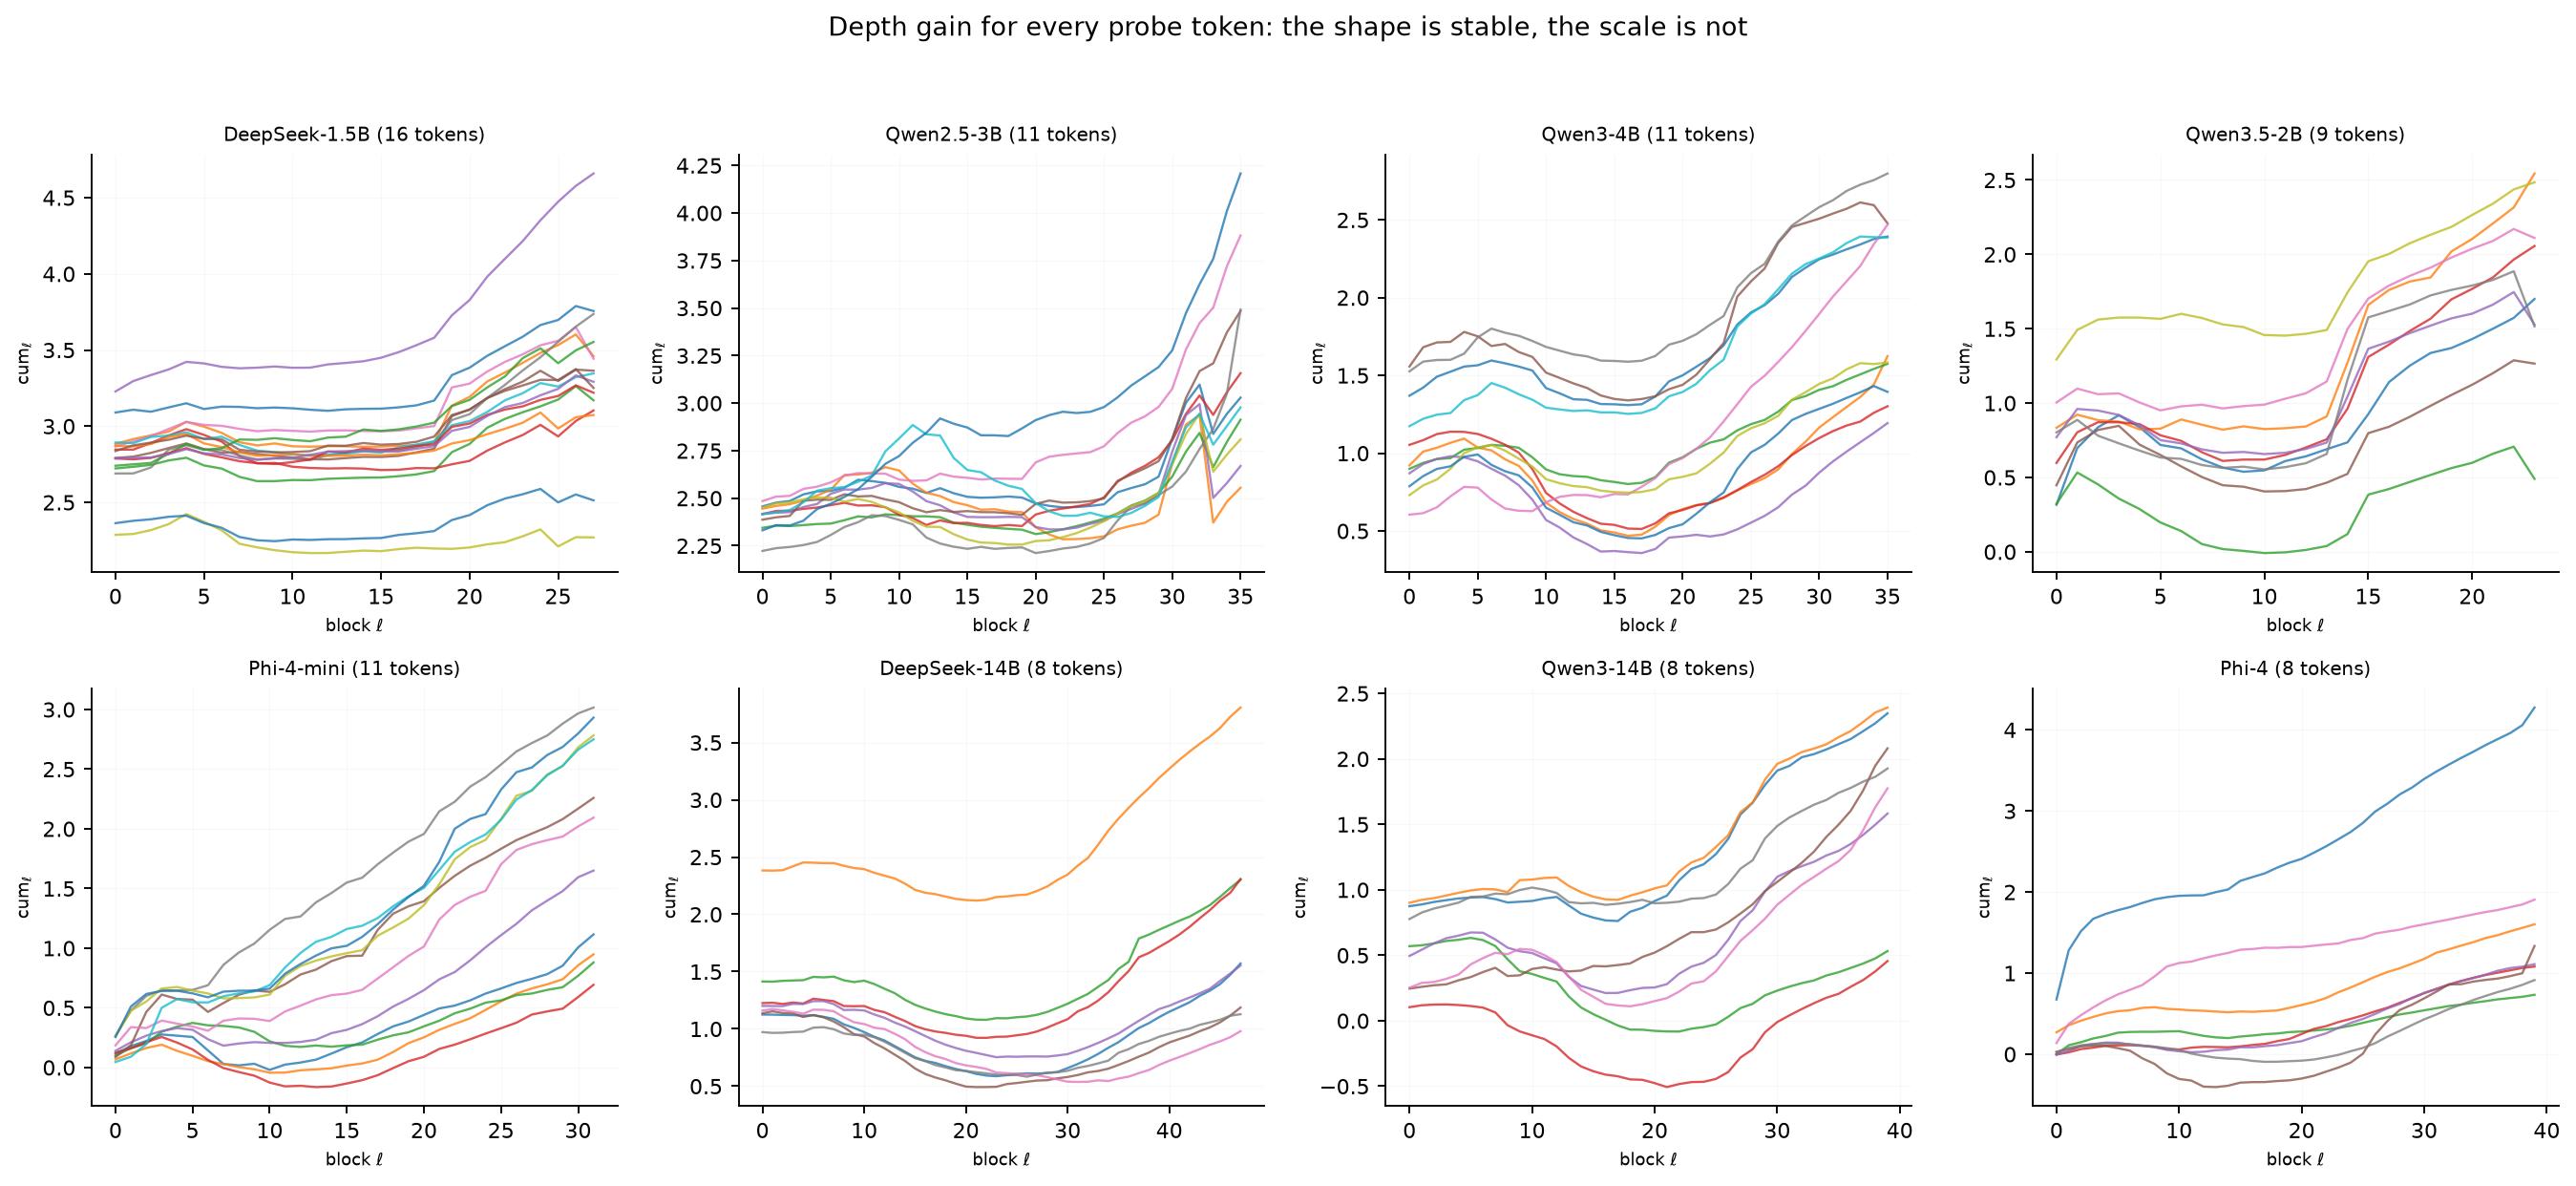 Depth gain for every probe token: the shape is stable, the scale is not
DeepSeek-1.5B (16 tokens)
4.5
4.0
3.5
3.0
2.5
cumℓ
0 5 10 15 20 25
block ℓ
Qwen2.5-3B (11 tokens)
4.25
4.00
3.75
3.50
3.25
3.00
2.75
2.50
2.25
cumℓ
0 5 10 15 20 25 30 35
block ℓ
Qwen3-4B (11 tokens)
2.5
2.0
1.5
1.0
0.5
cumℓ
0 5 10 15 20 25 30 35
block ℓ
Qwen3.5-2B (9 tokens)
2.5
2.0
1.5
1.0
0.5
0.0
cumℓ
0 5 10 15 20
block ℓ
Phi-4-mini (11 tokens)
3.0
2.5
2.0
1.5
1.0
0.5
0.0
cumℓ
0 5 10 15 20 25 30
block ℓ
DeepSeek-14B (8 tokens)
3.5
3.0
2.5
2.0
1.5
1.0
0.5
cumℓ
0 10 20 30 40
block ℓ
Qwen3-14B (8 tokens)
2.5
2.0
1.5
1.0
0.5
0.0
−0.5
cumℓ
0 10 20 30 40
block ℓ
Phi-4 (8 tokens)
4
3
2
1
0
cumℓ
0 10 20 30 40
block ℓ